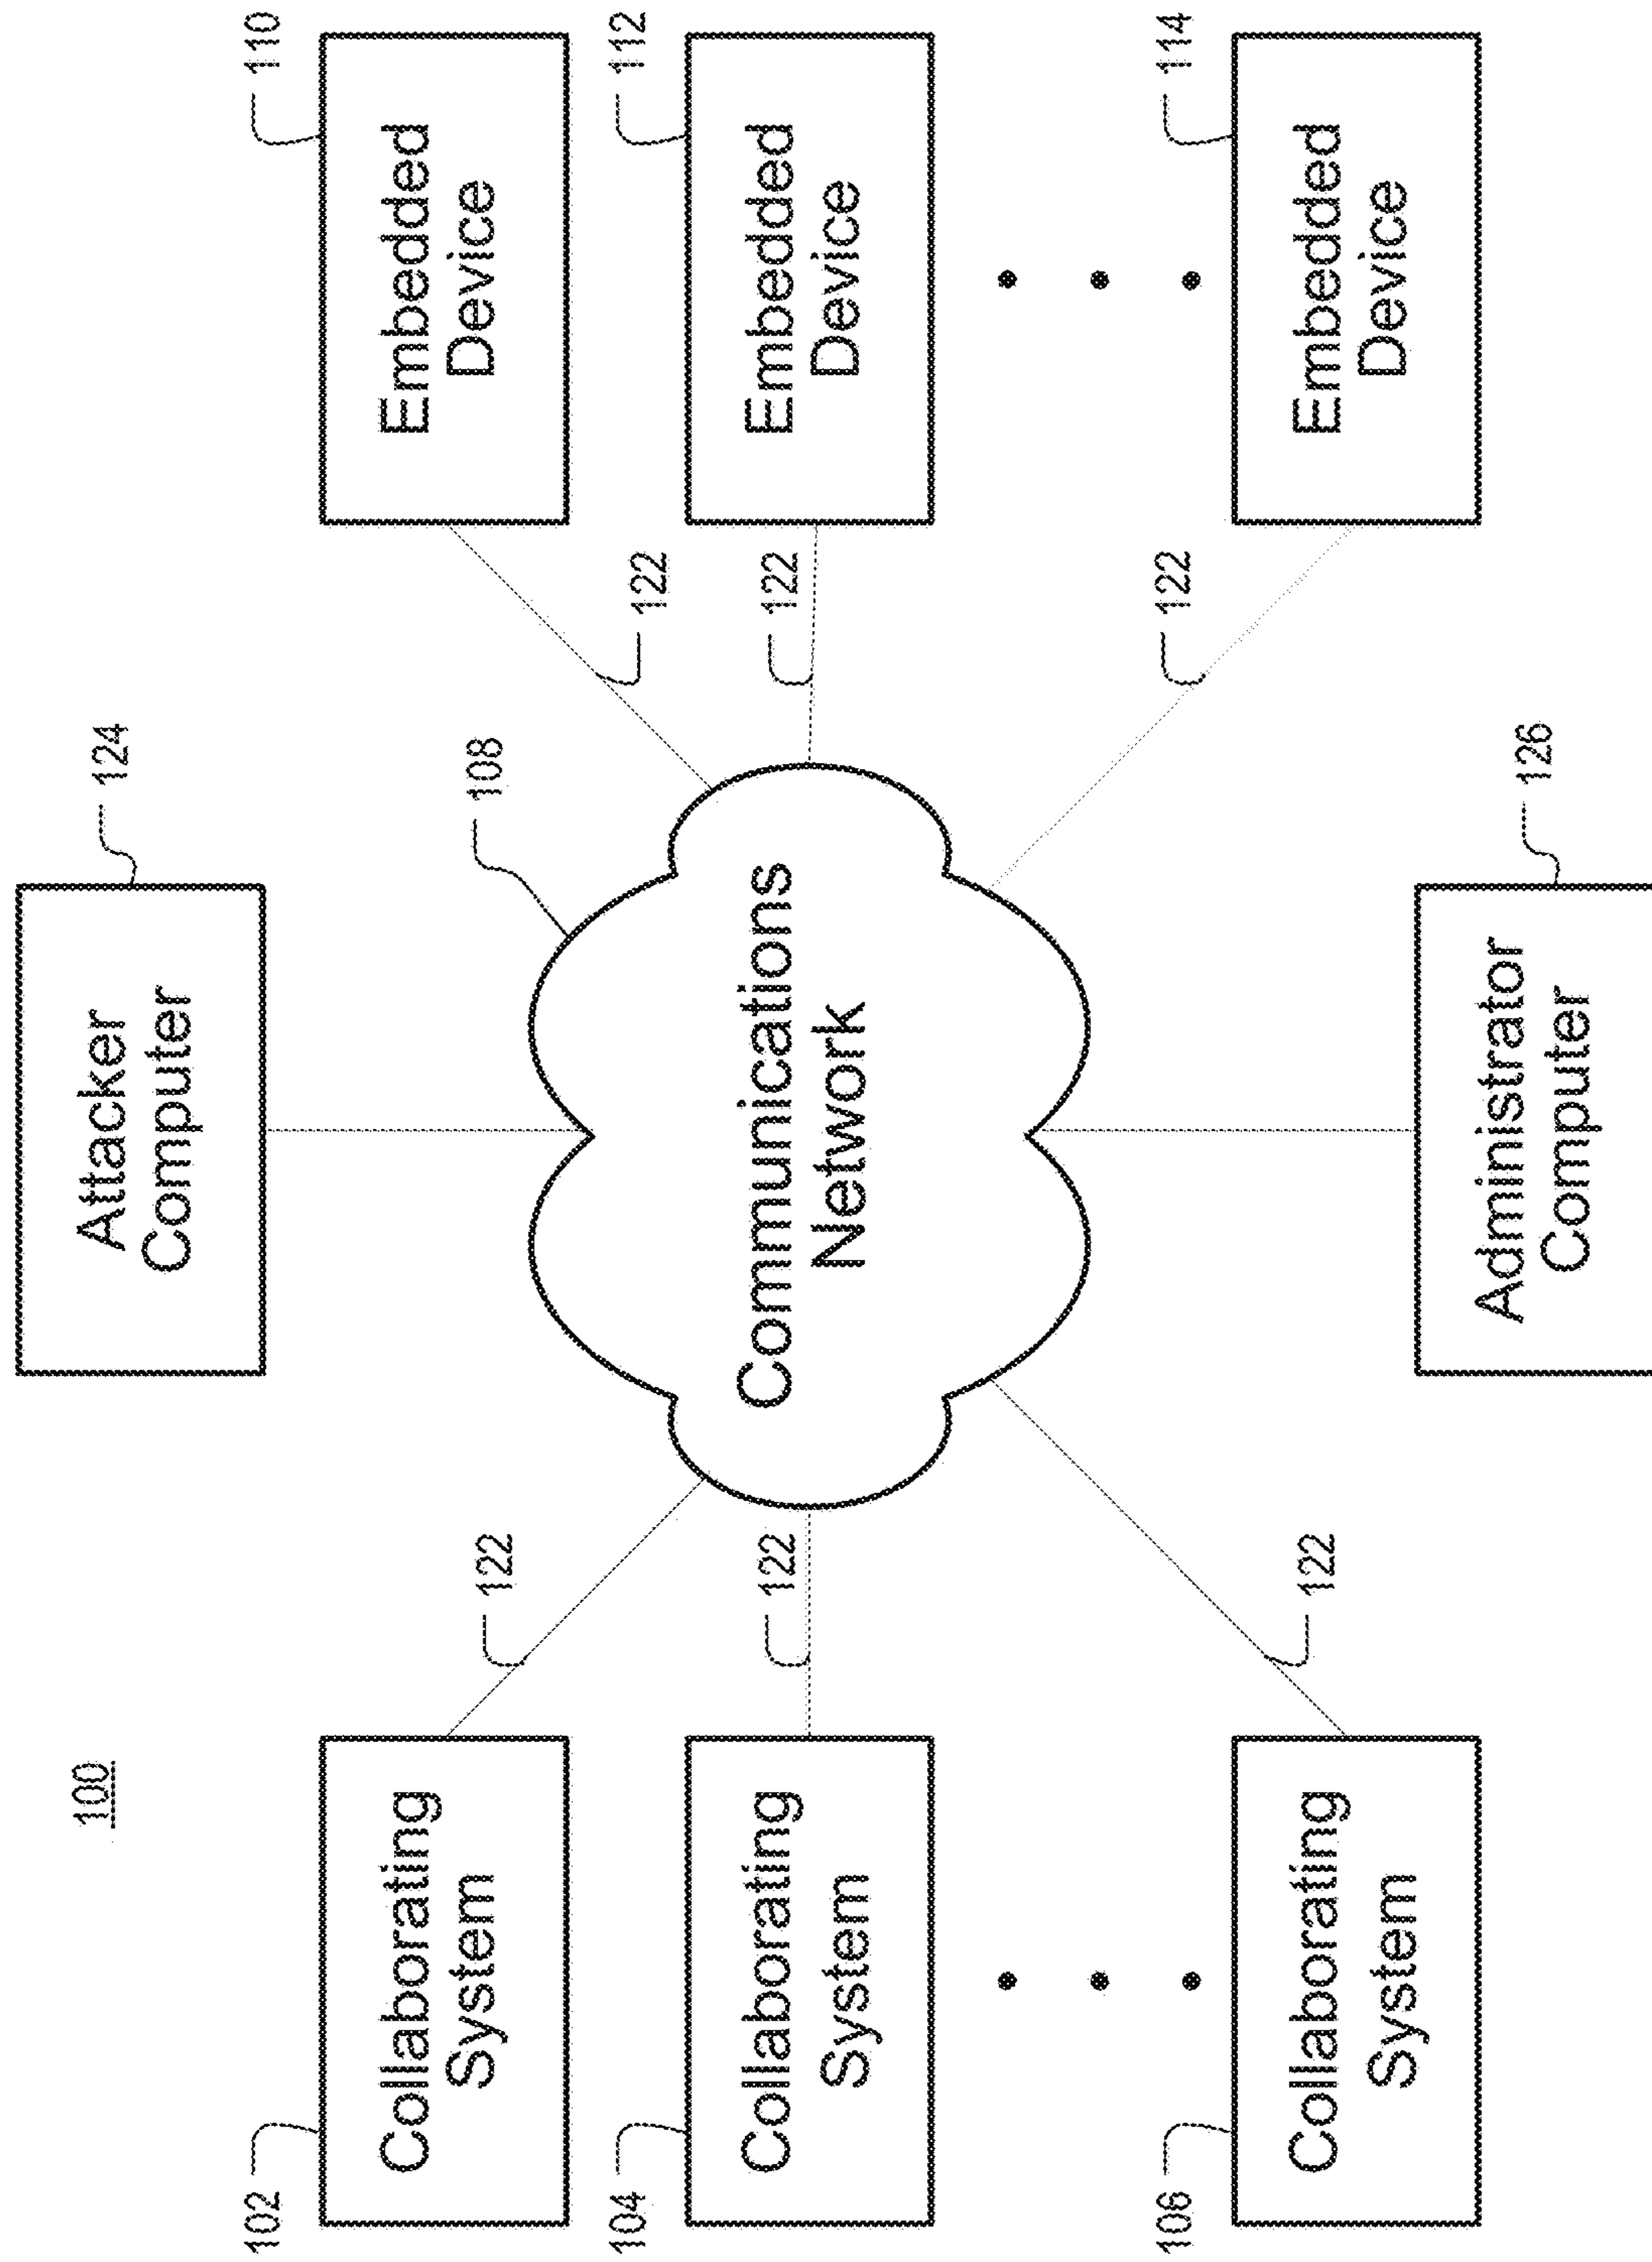 100
124
Attacker
Computer
102
Collaborating
System
122
108
122
110
Embedded
Device
104
Collaborating
System
122
Communications
Network
122
112
Embedded
Device
106
Collaborating
System
122
122
114
Embedded
Device
126
Administrator
Computer